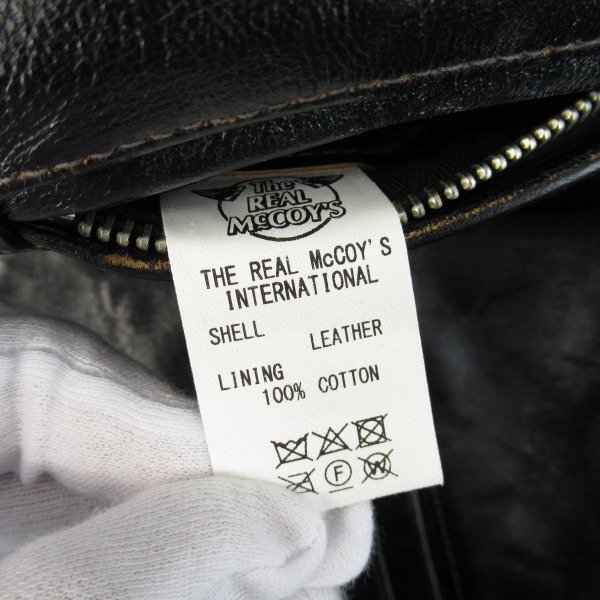 The
REAL
McCOY'S
THE REAL McCOY'S
INTERNATIONAL
SHELL LEATHER
LINING
100% COTTON
F W